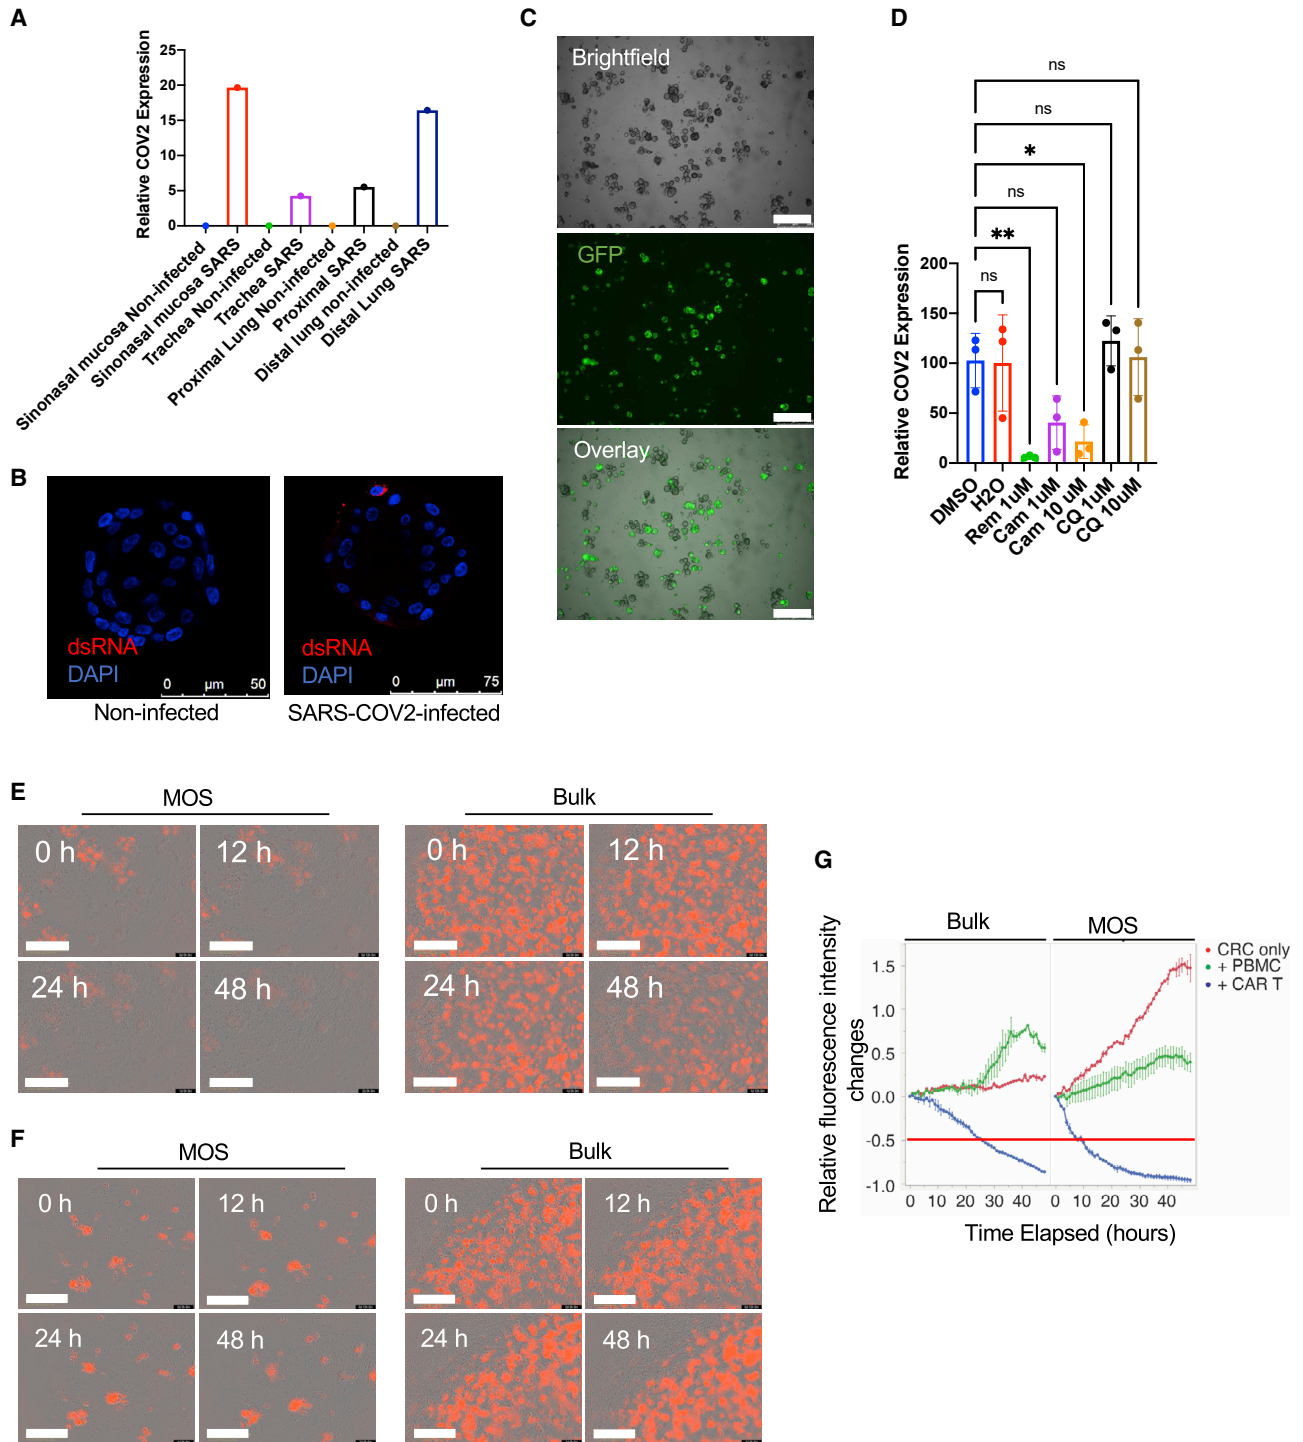 A
Relative COV2 Expression
25
20
15
10
5
0
Sinonasal mucosa Non-infected
Sinonasal mucosa SARS
Trachea Non-infected
Trachea SARS
Proximal Lung Non-infected
Proximal SARS
Distal lung non-infected
Distal Lung SARS
B
dsRNA
DAPI
0 µm 50
Non-infected
dsRNA
DAPI
0 µm 75
SARS-COV2-infected
C
Brightfield
GFP
Overlay
D
ns
ns
*
ns
**
ns
Relative COV2 Expression
200
150
100
50
0
DMSO
H2O
Rem 1uM
Cam 1uM
Cam 10 uM
CQ 1uM
CQ 10uM
E
MOS
Bulk
0 h
12 h
0 h
12 h
24 h
48 h
24 h
48 h
F
MOS
Bulk
0 h
12 h
0 h
12 h
24 h
48 h
24 h
48 h
G
Bulk
MOS
CRC only
+ PBMC
+ CAR T
Relative fluorescence intensity
changes
1.5
1.0
0.5
0.0
-0.5
-1.0
0 10 20 30 40
0 10 20 30 40
Time Elapsed (hours)